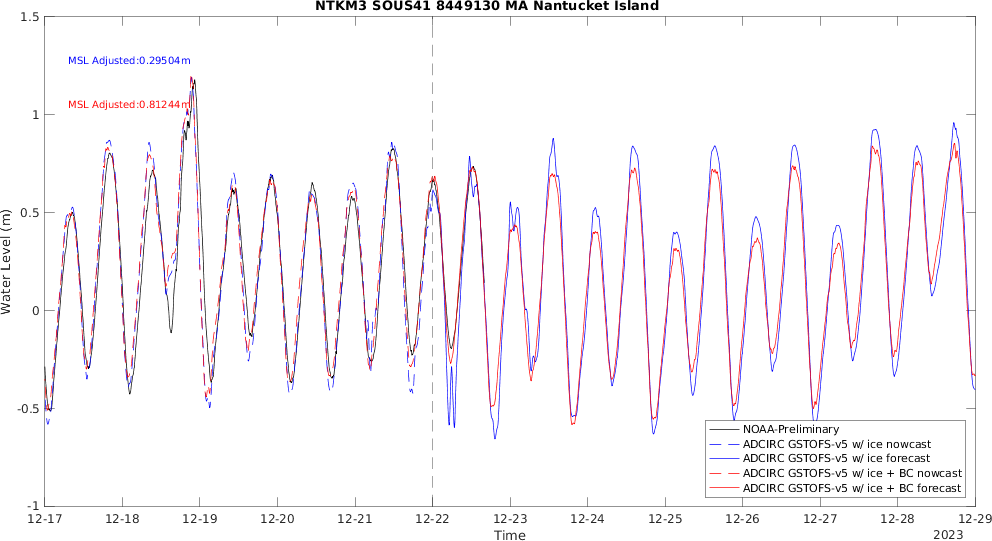 NTKM3 SOUS41 8449130 MA Nantucket Island
1.5
1
0.5
0
-0.5
-1
Water Level (m)
MSL Adjusted:0.29504m
MSL Adjusted:0.81244m
NOAA-Preliminary
ADCIRC GSTOFS-v5 w/ ice nowcast
ADCIRC GSTOFS-v5 w/ ice forecast
ADCIRC GSTOFS-v5 w/ ice + BC nowcast
ADCIRC GSTOFS-v5 w/ ice + BC forecast
12-17 12-18 12-19 12-20 12-21 12-22 12-23 12-24 12-25 12-26 12-27 12-28 12-29
Time
2023